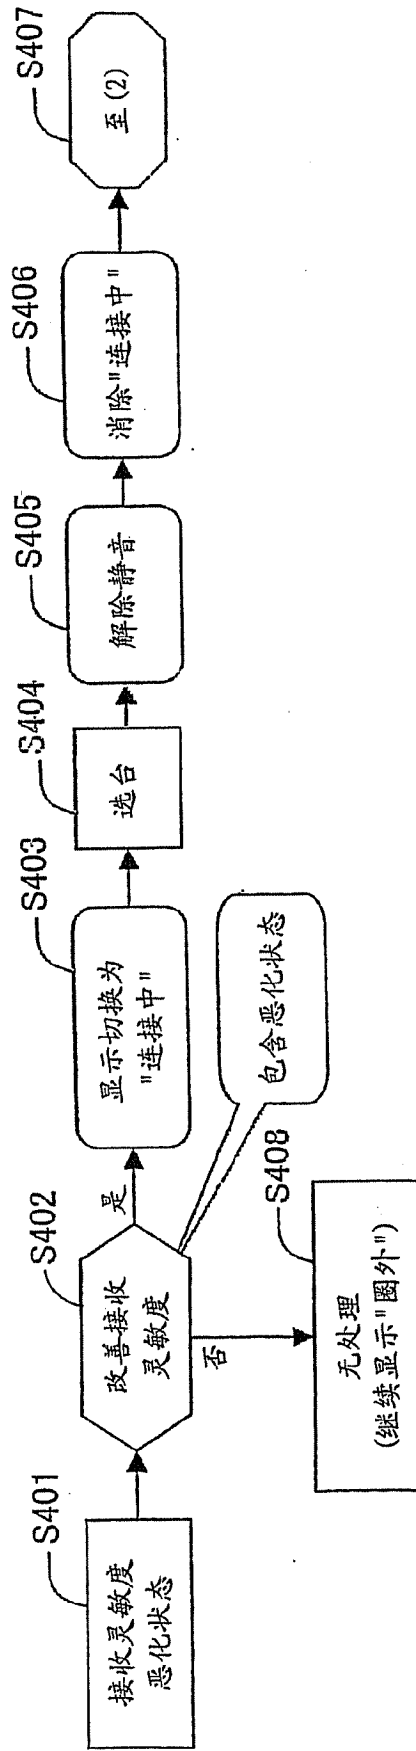 S401
接收灵敏度
恶化状态
S402
改善接收
灵敏度
是
否
包含恶化状态
S403
显示切换为
"连接中"
S404
选台
S405
解除静音
S406
消除"连接中"
S407
至(2)
S408
无处理
(继续显示"圈外")